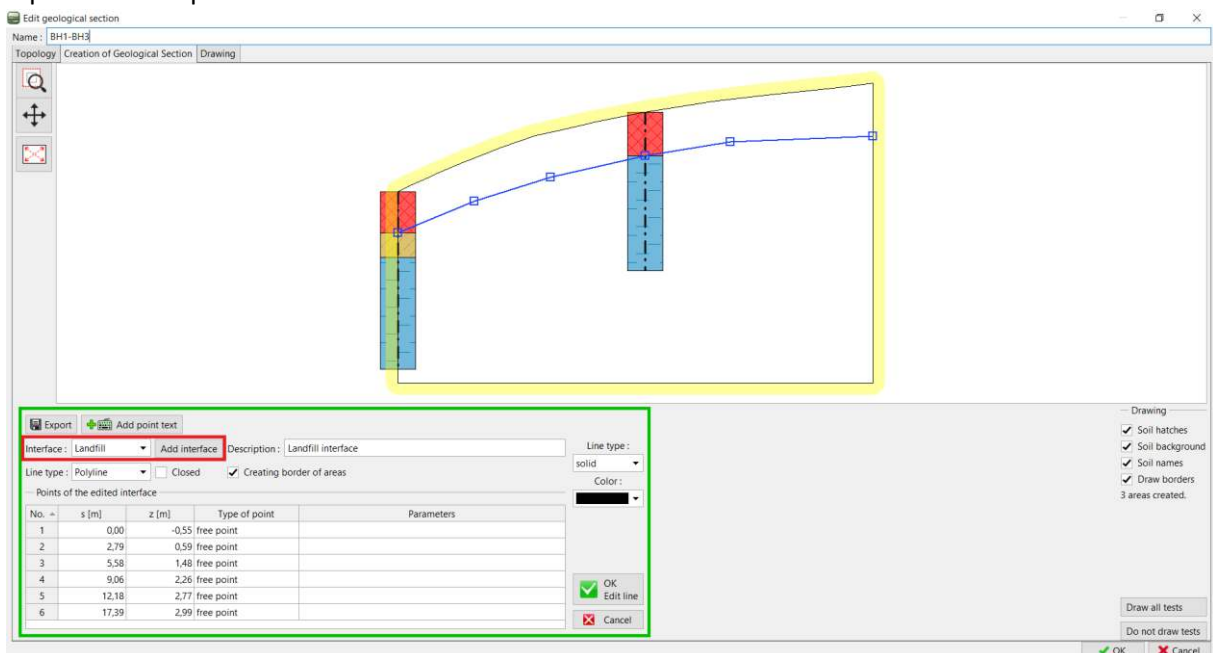 Edit geological section
Name : BH1-BH3
Topology Creation of Geological Section Drawing
Export Add point text
Interface : Landfill Add interface Description : Landfill interface
Line type : Polyline Closed Creating border of areas
Points of the edited interface
No. s [m] z [m] Type of point Parameters
1 0,00 -0,55 free point
2 2,79 0,59 free point
3 5,58 1,48 free point
4 9,06 2,26 free point
5 12,18 2,77 free point
6 17,39 2,99 free point
Line type :
solid
Color :
OK
Edit line
Cancel
Drawing
Soil hatches
Soil background
Soil names
Draw borders
3 areas created.
Draw all tests
Do not draw tests
OK Cancel